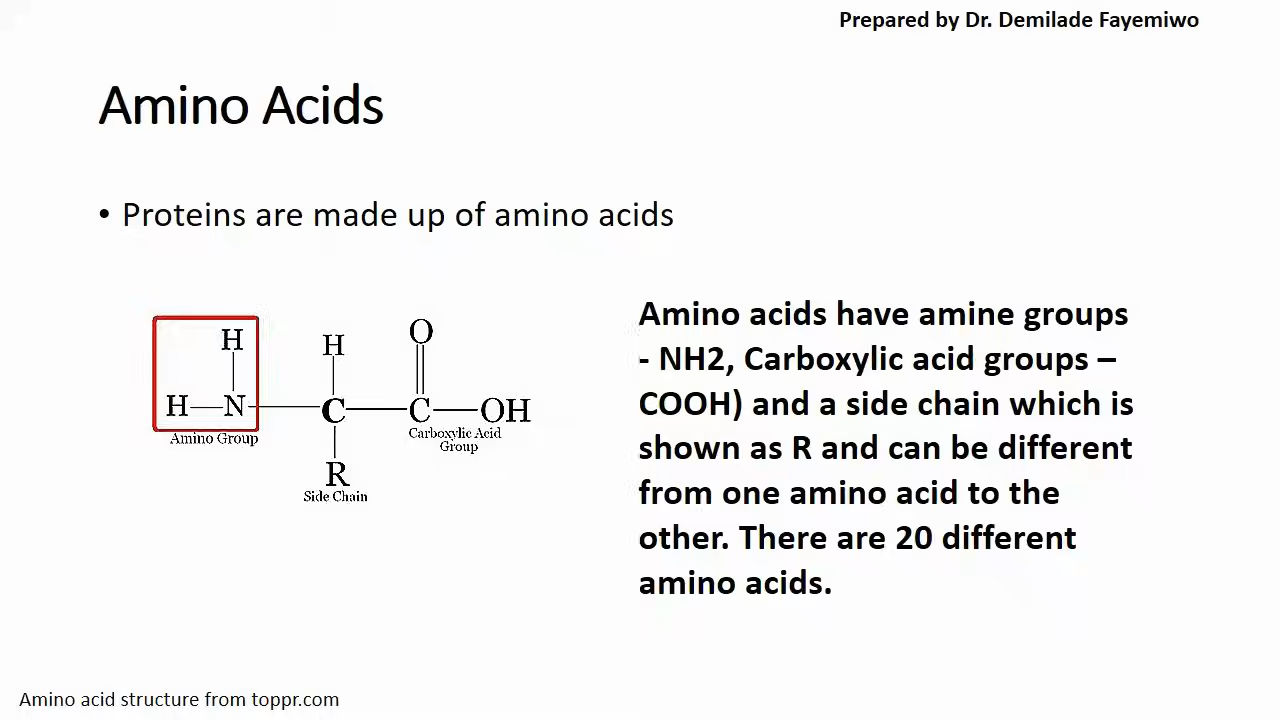 Prepared by Dr. Demilade Fayemiwo
Amino Acids
• Proteins are made up of amino acids
H
H
O
H—N
C
C
OH
Amino Group
Carboxylic Acid
Group
R
Side Chain
Amino acids have amine groups
- NH2, Carboxylic acid groups –
COOH) and a side chain which is
shown as R and can be different
from one amino acid to the
other. There are 20 different
amino acids.
Amino acid structure from toppr.com